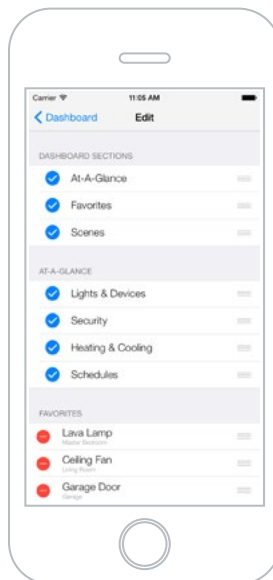 Carrier 11:05 AM
Dashboard Edit
DASHBOARD SECTIONS
At-A-Glance
Favorites
Scenes
AT-A-GLANCE
Lights & Devices
Security
Heating & Cooling
Schedules
FAVORITES
Lava Lamp
Master Bedroom
Ceiling Fan
Living Room
Garage Door
Garage